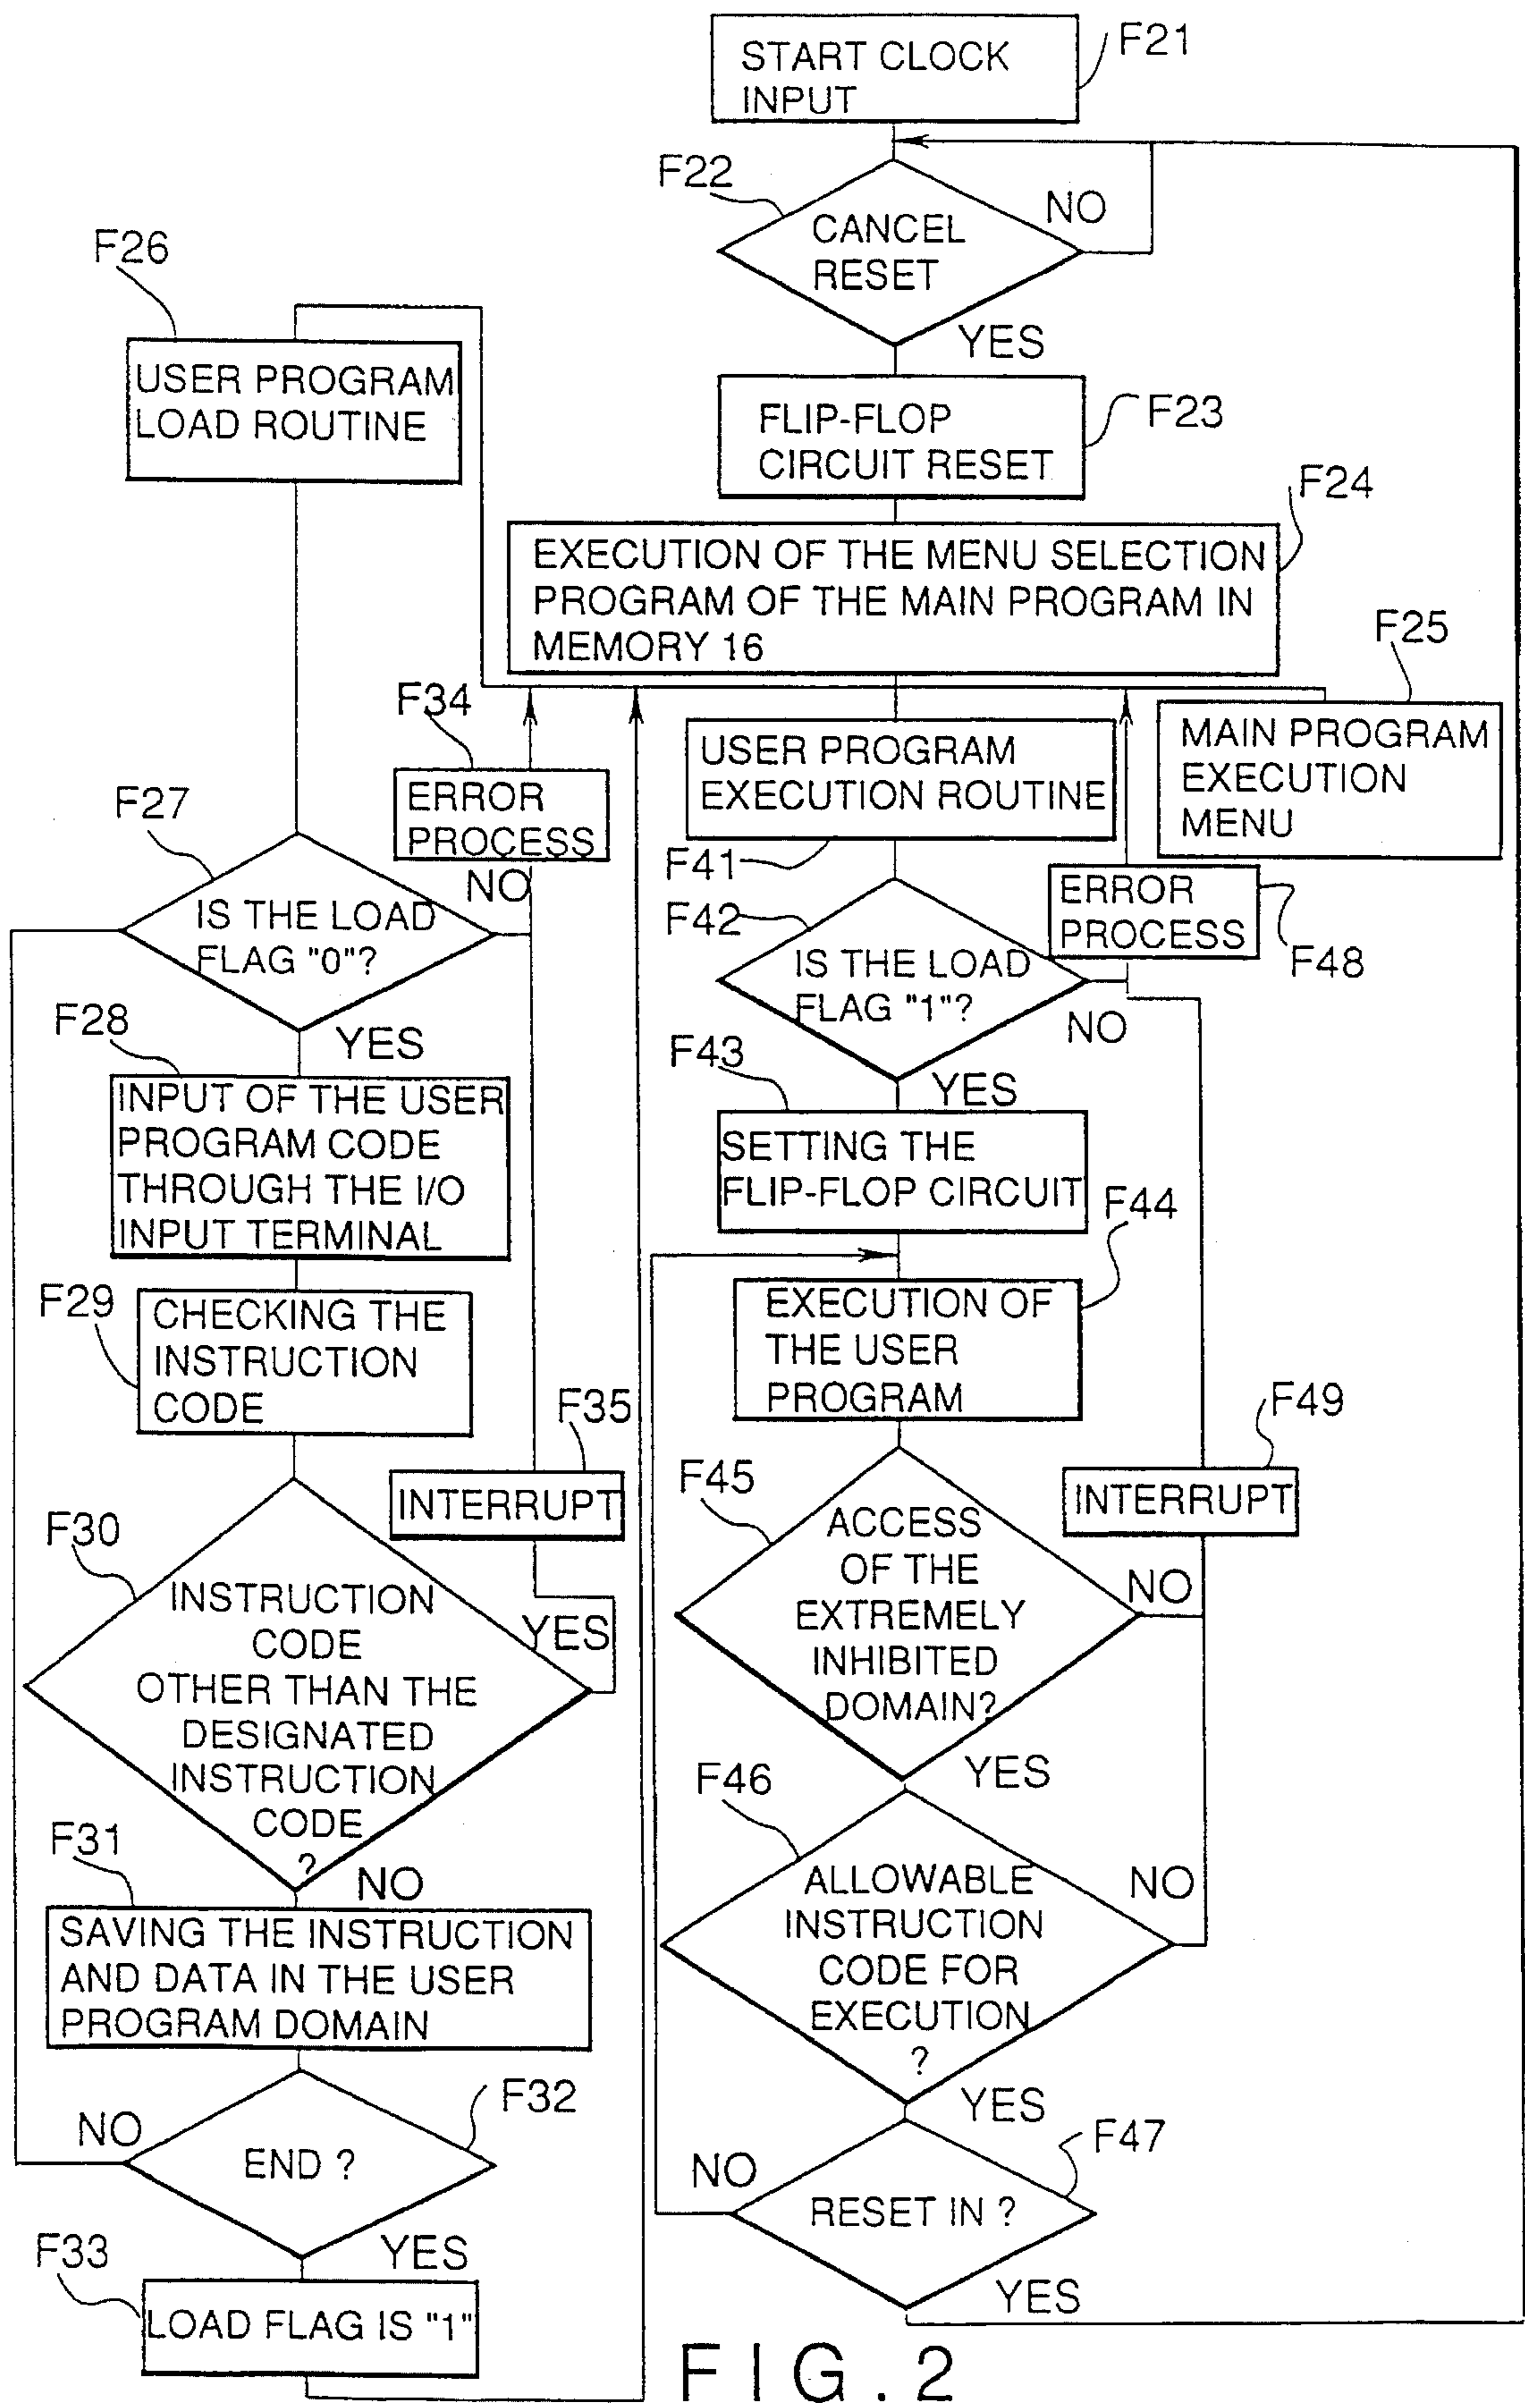 START CLOCK
INPUT
F21
F22
CANCEL
RESET
NO
YES
FLIP-FLOP
CIRCUIT RESET
F23
EXECUTION OF THE MENU SELECTION
PROGRAM OF THE MAIN PROGRAM IN
MEMORY 16
F24
F25
MAIN PROGRAM
EXECUTION
MENU
F26
USER PROGRAM
LOAD ROUTINE
F34
ERROR
PROCESS
F27
NO
IS THE LOAD
FLAG "0"?
YES
F28
INPUT OF THE USER
PROGRAM CODE
THROUGH THE I/O
INPUT TERMINAL
F29
CHECKING THE
INSTRUCTION
CODE
F35
INTERRUPT
F30
INSTRUCTION
CODE
OTHER THAN THE
DESIGNATED
INSTRUCTION
CODE
?
YES
NO
F31
SAVING THE INSTRUCTION
AND DATA IN THE USER
PROGRAM DOMAIN
F32
NO
END ?
YES
F33
LOAD FLAG IS "1"
USER PROGRAM
EXECUTION ROUTINE
F41
F42
IS THE LOAD
FLAG "1"?
ERROR
PROCESS
F48
NO
YES
F43
SETTING THE
FLIP-FLOP CIRCUIT
F44
EXECUTION OF
THE USER
PROGRAM
F49
INTERRUPT
F45
ACCESS
OF THE
EXTREMELY
INHIBITED
DOMAIN?
NO
YES
F46
ALLOWABLE
INSTRUCTION
CODE FOR
EXECUTION
?
NO
YES
F47
NO
RESET IN ?
YES
FIG. 2